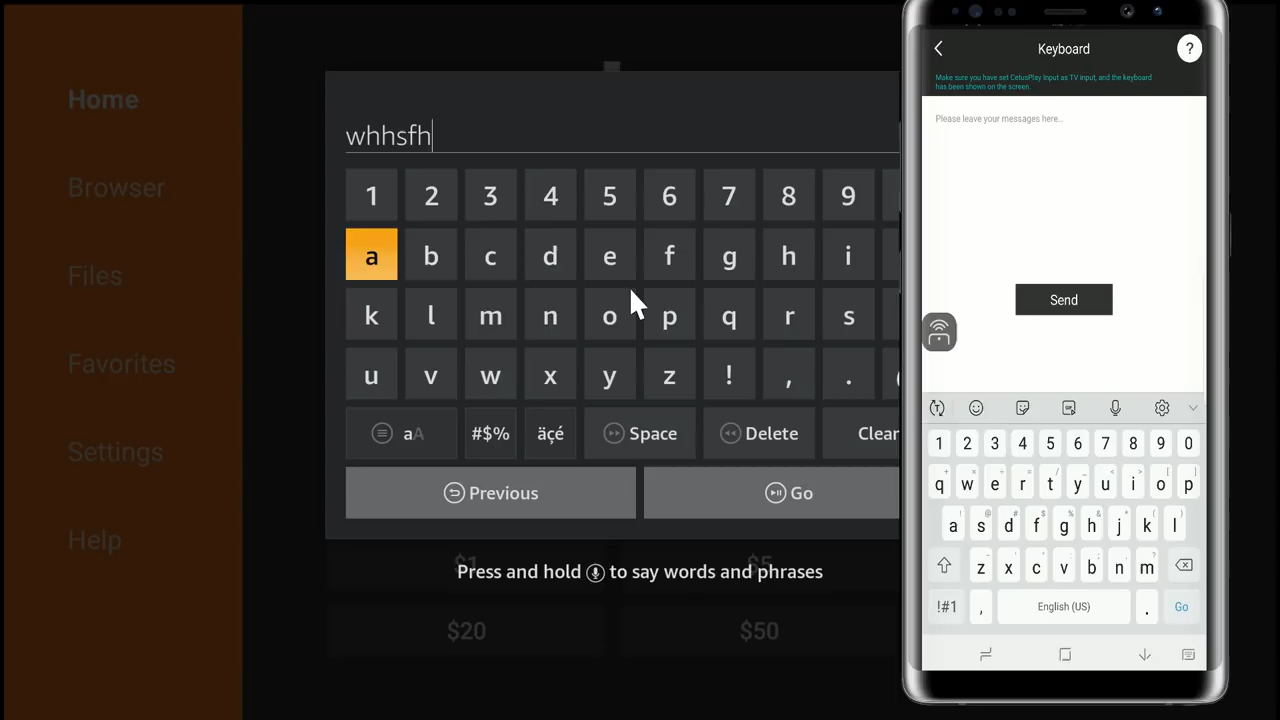 Home
Browser
Files
Favorites
Settings
Help
whhsfh
1 2 3 4 5 6 7 8 9
a b c d e f g h i
k l m n o p q r s
u v w x y z ! , .
aA #$% äçé Space Delete Clear
Previous Go
$1 $5
Press and hold to say words and phrases
$20 $50
Keyboard ?
Make sure you have set CetusPlay Input as TV input, and the keyboard
has been shown on the screen.
Please leave your messages here...
Send
1 2 3 4 5 6 7 8 9 0
q w e r t y u i o p
a s d f g h j k l
z x c v b n m
!#1 , English (US) . Go